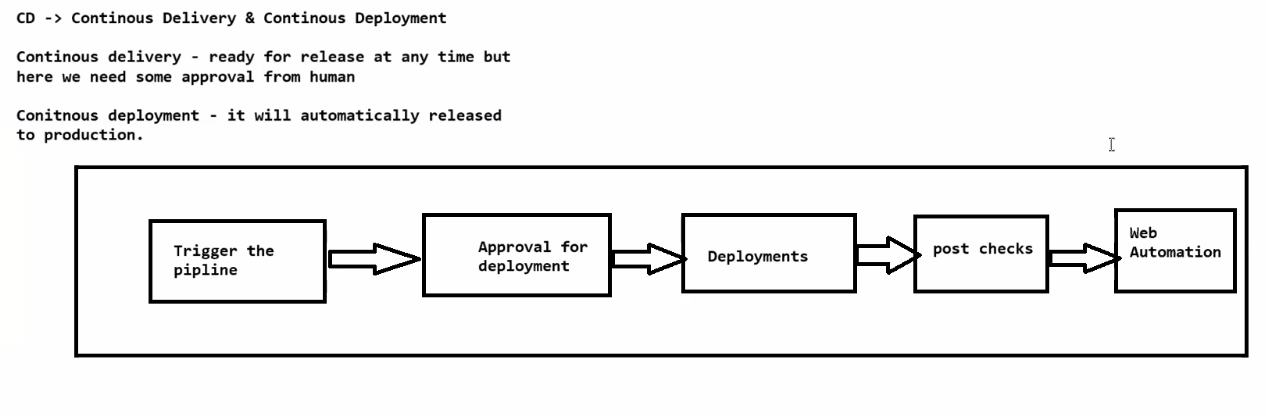 CD -> Continous Delivery & Continous Deployment
Continous delivery - ready for release at any time but
here we need some approval from human
Conitnous deployment - it will automatically released
to production.
Trigger the
pipline
Approval for
deployment
Deployments
post checks
Web
Automation